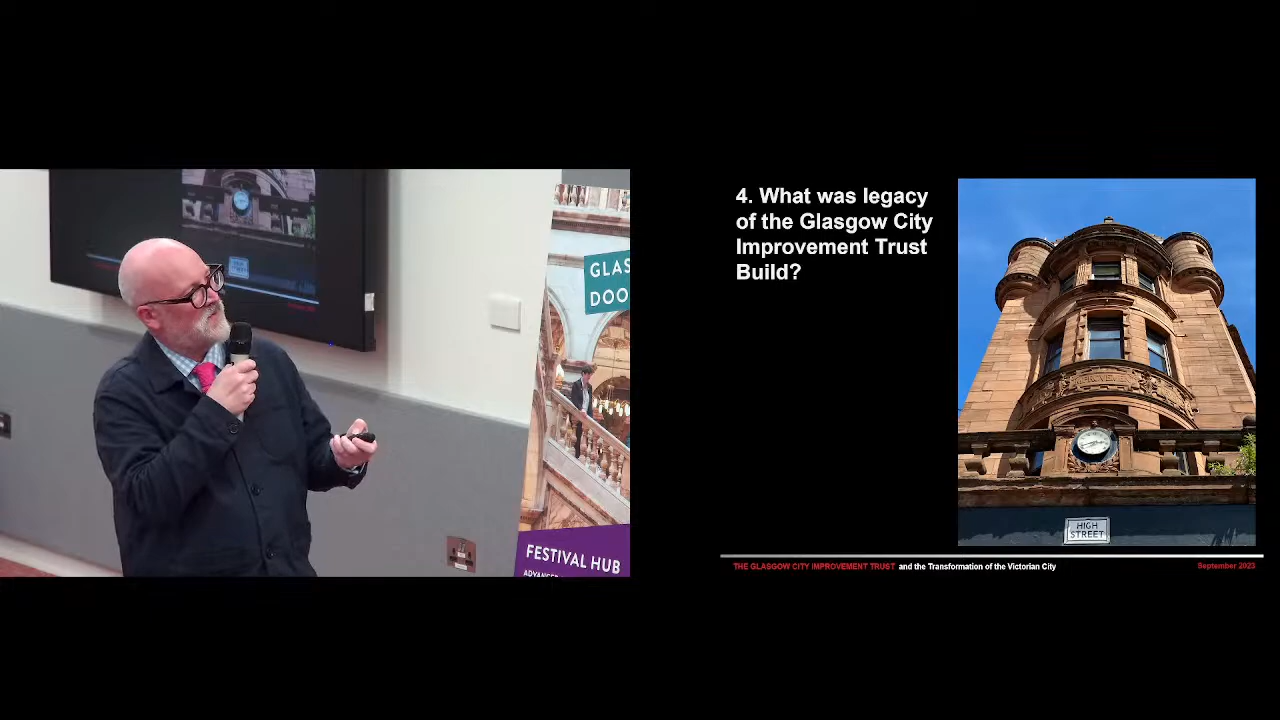 GLAS
DOO
FESTIVAL HUB
4. What was legacy
of the Glasgow City
Improvement Trust
Build?
HIGH
STREET
THE GLASGOW CITY IMPROVEMENT TRUST and the Transformation of the Victorian City
September 2023